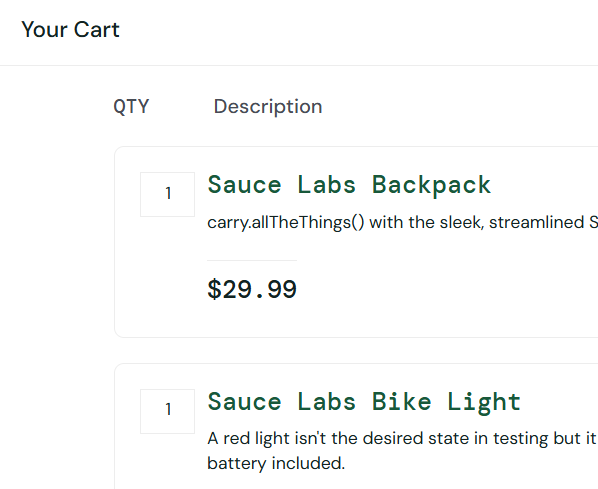 Your Cart
QTY Description
1 Sauce Labs Backpack
carry.allTheThings() with the sleek, streamlined S
$29.99
1 Sauce Labs Bike Light
A red light isn't the desired state in testing but it
battery included.